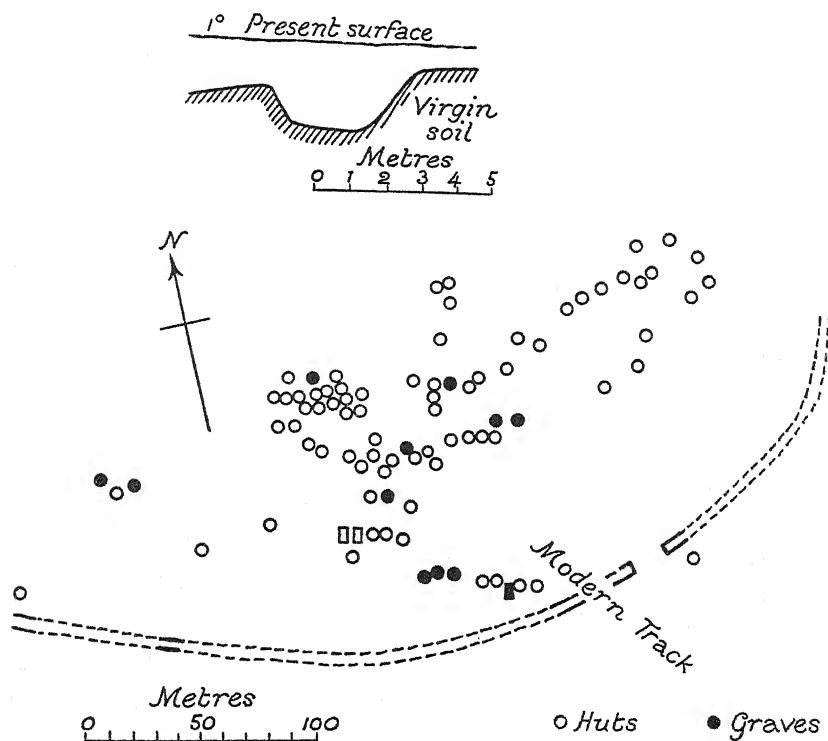 1° Present surface
Virgin
soil
Metres
0 1 2 3 4 5
N
Modern Track
Metres
0 50 100
Huts
Graves